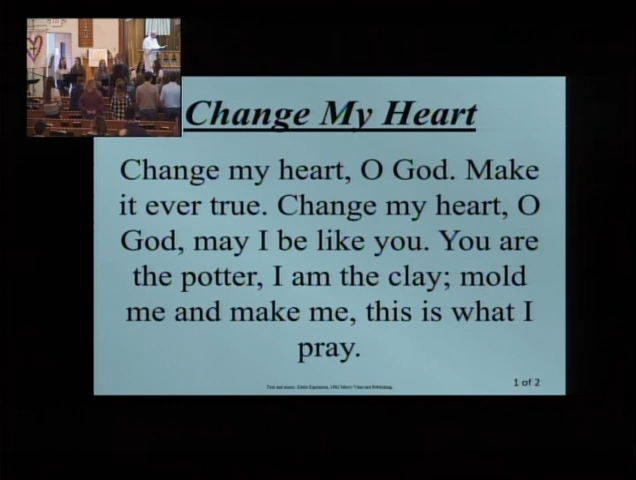 Change My Heart
Change my heart, O God. Make
it ever true. Change my heart, O
God, may I be like you. You are
the potter, I am the clay; mold
me and make me, this is what I
pray.
1 of 2